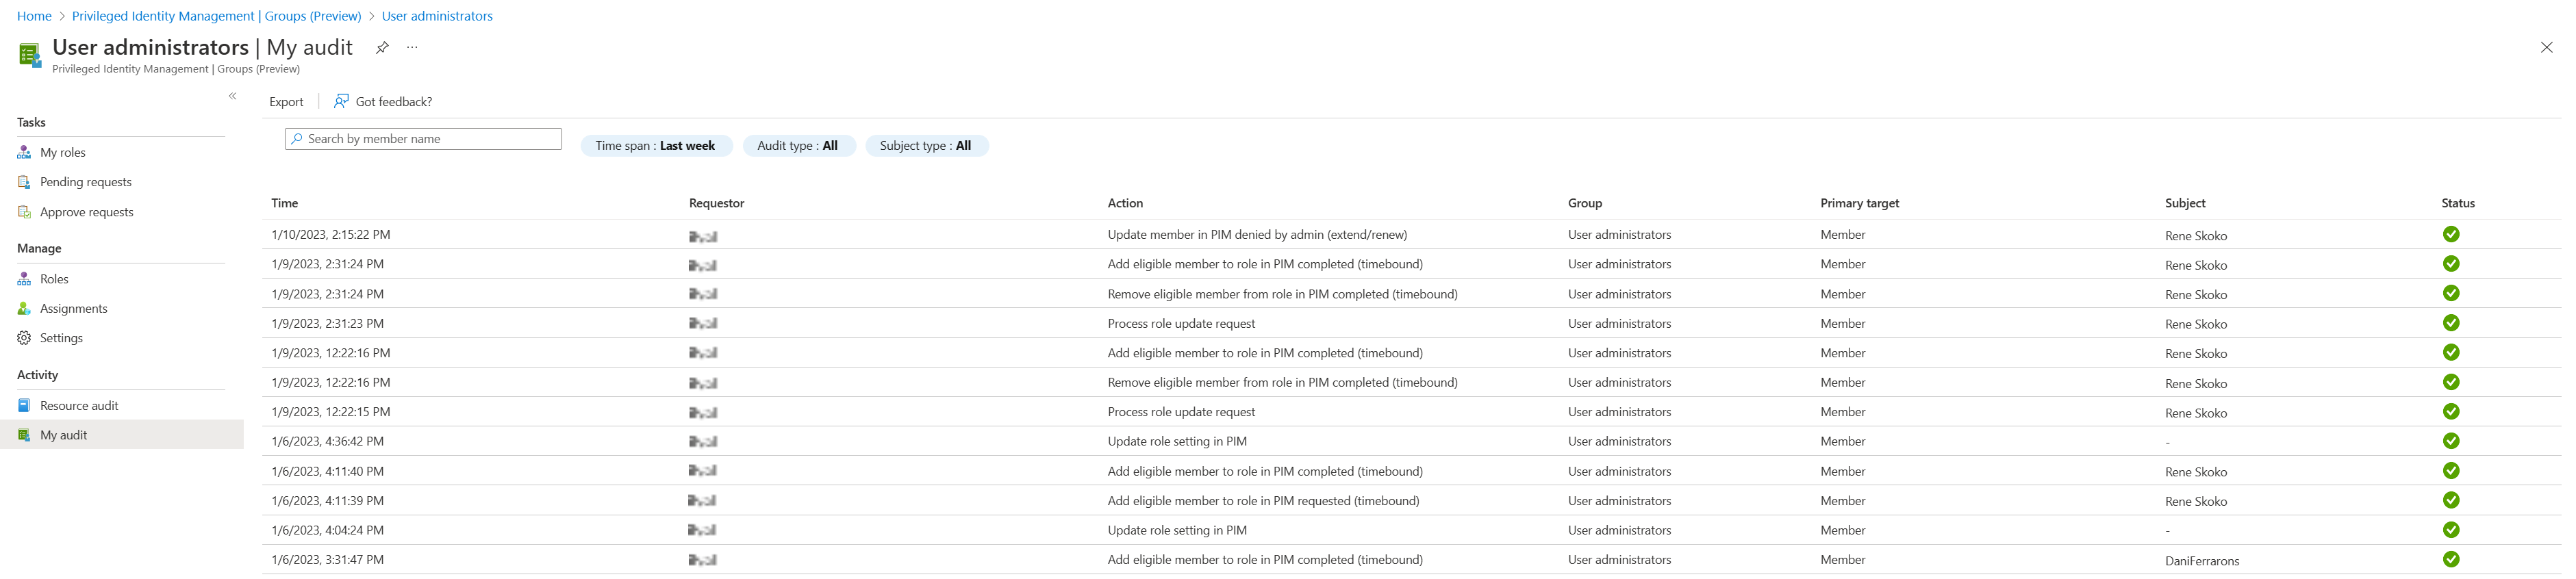 Home > Privileged Identity Management | Groups (Preview) > User administrators
User administrators | My audit ...
Privileged Identity Management | Groups (Preview)
«
Tasks
My roles
Pending requests
Approve requests
Manage
Roles
Assignments
Settings
Activity
Resource audit
My audit
Export | Got feedback?
Search by member name Time span : Last week Audit type : All Subject type : All
Time Requestor Action Group Primary target Subject Status
1/10/2023, 2:15:22 PM Update member in PIM denied by admin (extend/renew) User administrators Member Rene Skoko
1/9/2023, 2:31:24 PM Add eligible member to role in PIM completed (timebound) User administrators Member Rene Skoko
1/9/2023, 2:31:24 PM Remove eligible member from role in PIM completed (timebound) User administrators Member Rene Skoko
1/9/2023, 2:31:23 PM Process role update request User administrators Member Rene Skoko
1/9/2023, 12:22:16 PM Add eligible member to role in PIM completed (timebound) User administrators Member Rene Skoko
1/9/2023, 12:22:16 PM Remove eligible member from role in PIM completed (timebound) User administrators Member Rene Skoko
1/9/2023, 12:22:15 PM Process role update request User administrators Member Rene Skoko
1/6/2023, 4:36:42 PM Update role setting in PIM User administrators Member -
1/6/2023, 4:11:40 PM Add eligible member to role in PIM completed (timebound) User administrators Member Rene Skoko
1/6/2023, 4:11:39 PM Add eligible member to role in PIM requested (timebound) User administrators Member Rene Skoko
1/6/2023, 4:04:24 PM Update role setting in PIM User administrators Member -
1/6/2023, 3:31:47 PM Add eligible member to role in PIM completed (timebound) User administrators Member DaniFerrarons